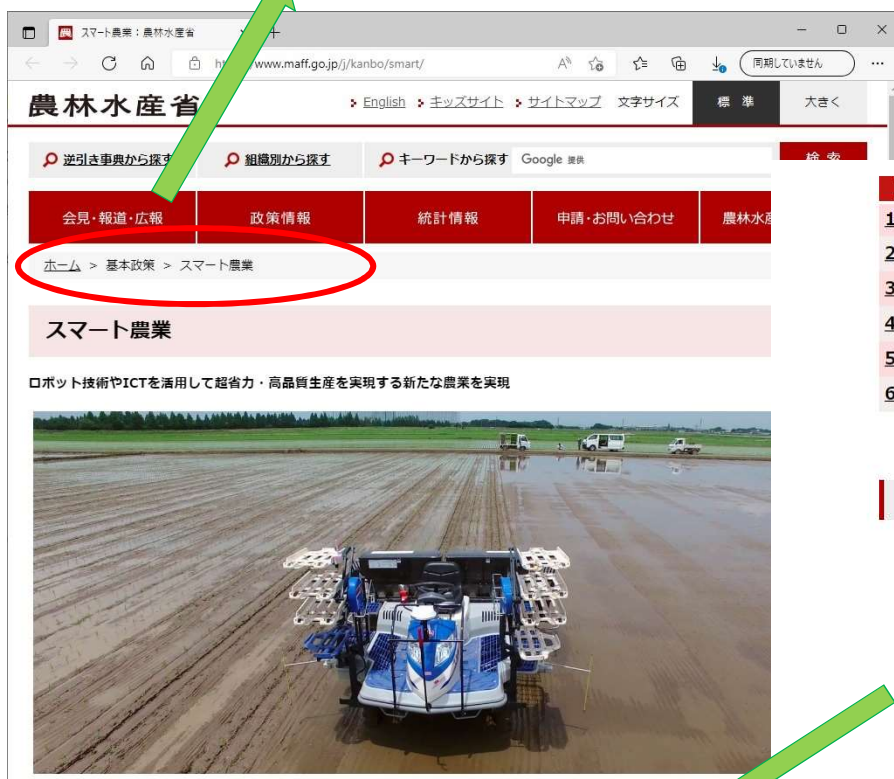 スマート農業：農林水産省
www.maff.go.jp/j/kanbo/smart/
同期していません
農林水産省
English キッズサイト サイトマップ 文字サイズ 標準 大きく
逆引き事典から探す 組織別から探す キーワードから探す Google 提供 検索
会見・報道・広報 政策情報 統計情報 申請・お問い合わせ 農林水産
ホーム > 基本政策 > スマート農業
スマート農業
ロボット技術やICTを活用して超省力・高品質生産を実現する新たな農業を実現
1
2
3
4
5
6